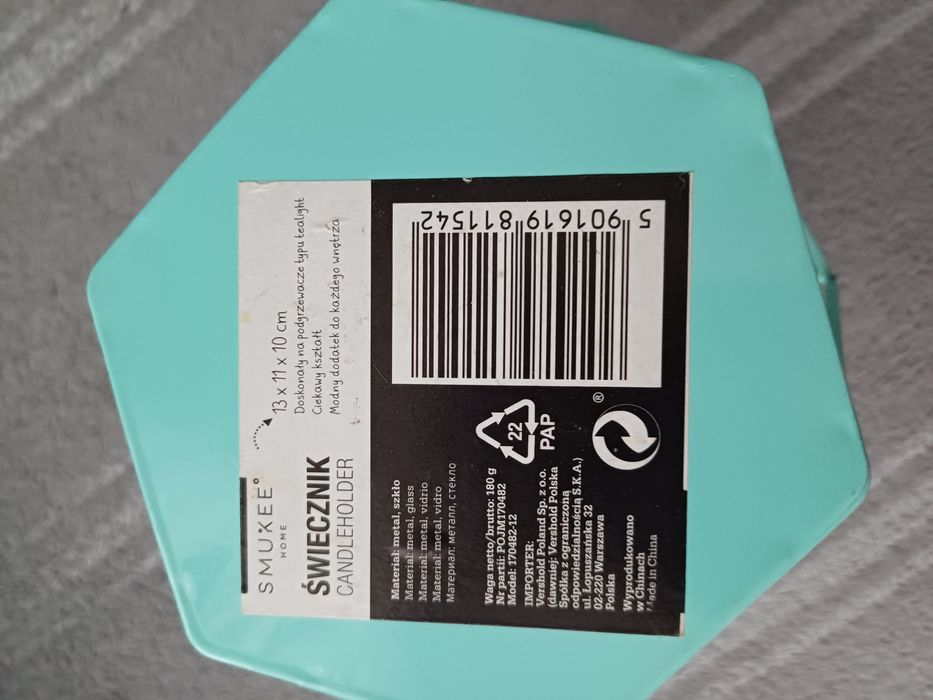 SMUKEE°
HOME
13 x 11 x 10 cm
Doskonały na podgrzewacze typu tealight
Ciekawy kształt
Modny dodatek do każdego wnętrza
ŚWIECZNIK
CANDLEHOLDER
Materiał: metal, szkło
Material: metal, glass
Material: metal, vidrio
Material: metal, vidro
Материал: металл, стекло
Waga netto/brutto: 180 g
Nr partii: POJM170482
Model: 170482-12
IMPORTER:
Vershold Poland Sp. z o.o.
(dawniej: Vershold Polska
Spółka z ograniczoną
odpowiedzialnością S.K.A.)
ul. Łopuszańska 32
02-220 Warszawa
Polska
Wyprodukowano
w Chinach
Made in China
22
PAP
®
5 901619 811542